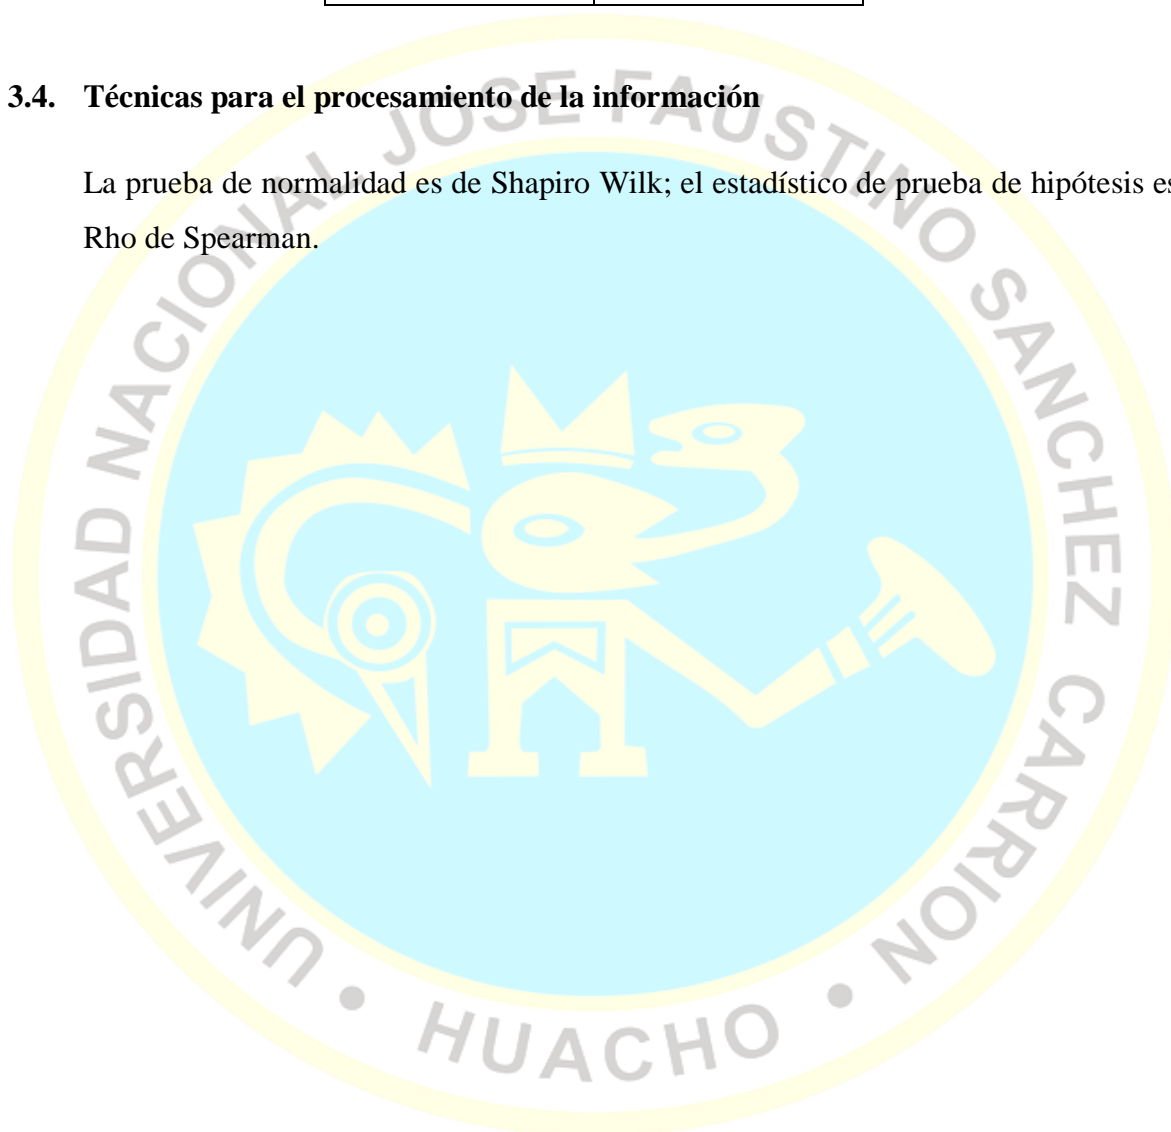 3.4. Técnicas para el procesamiento de la información
La prueba de normalidad es de Shapiro Wilk; el estadístico de prueba de hipótesis es
Rho de Spearman.
UNIVERSIDAD NACIONAL JOSE FAUSTINO SANCHEZ CARRION • HUACHO •